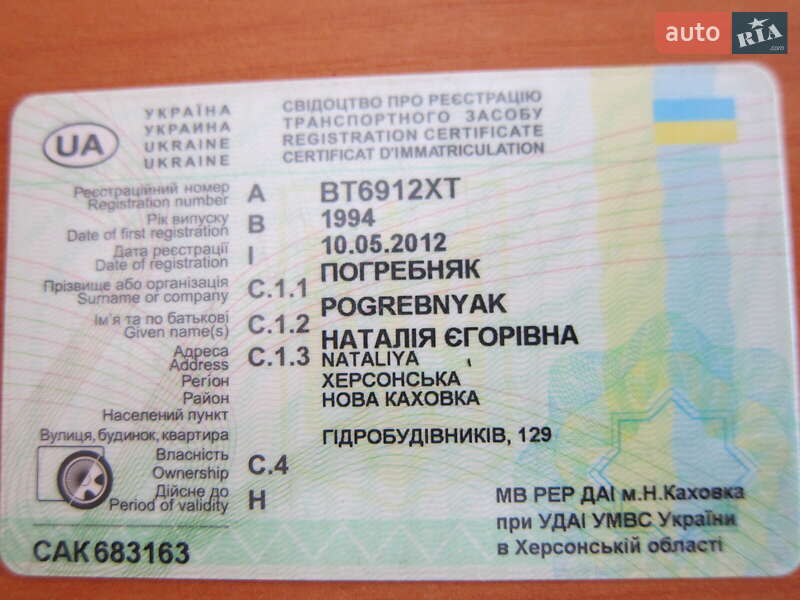 auto RIA .com
УКРАЇНА
УКРАИНА
UKRAINE
UKRAINE
UA
СВІДОЦТВО ПРО РЕЄСТРАЦІЮ
ТРАНСПОРТНОГО ЗАСОБУ
REGISTRATION CERTIFICATE
CERTIFICAT D'IMMATRICULATION
Реєстраційний номер
Registration number A BT6912XT
Рік випуску
Date of first registration B 1994
Дата реєстрації
Date of registration I 10.05.2012
Прізвище або організація C.1.1 ПОГРЕБНЯК
Surname or company POGREBNYAK
Ім'я та по батькові
Given name(s) C.1.2 НАТАЛІЯ ЄГОРІВНА
Адреса
Address C.1.3 NATALIYA
Регіон ХЕРСОНСЬКА
Район НОВА КАХОВКА
Населений пункт
Вулиця, будинок, квартира ГІДРОБУДІВНИКІВ, 129
Власність
Ownership C.4
Дійсне до
Period of validity H
МВ РЕР ДАІ м.Н.Каховка
при УДАІ УМВС України
в Херсонській області
САК 683163